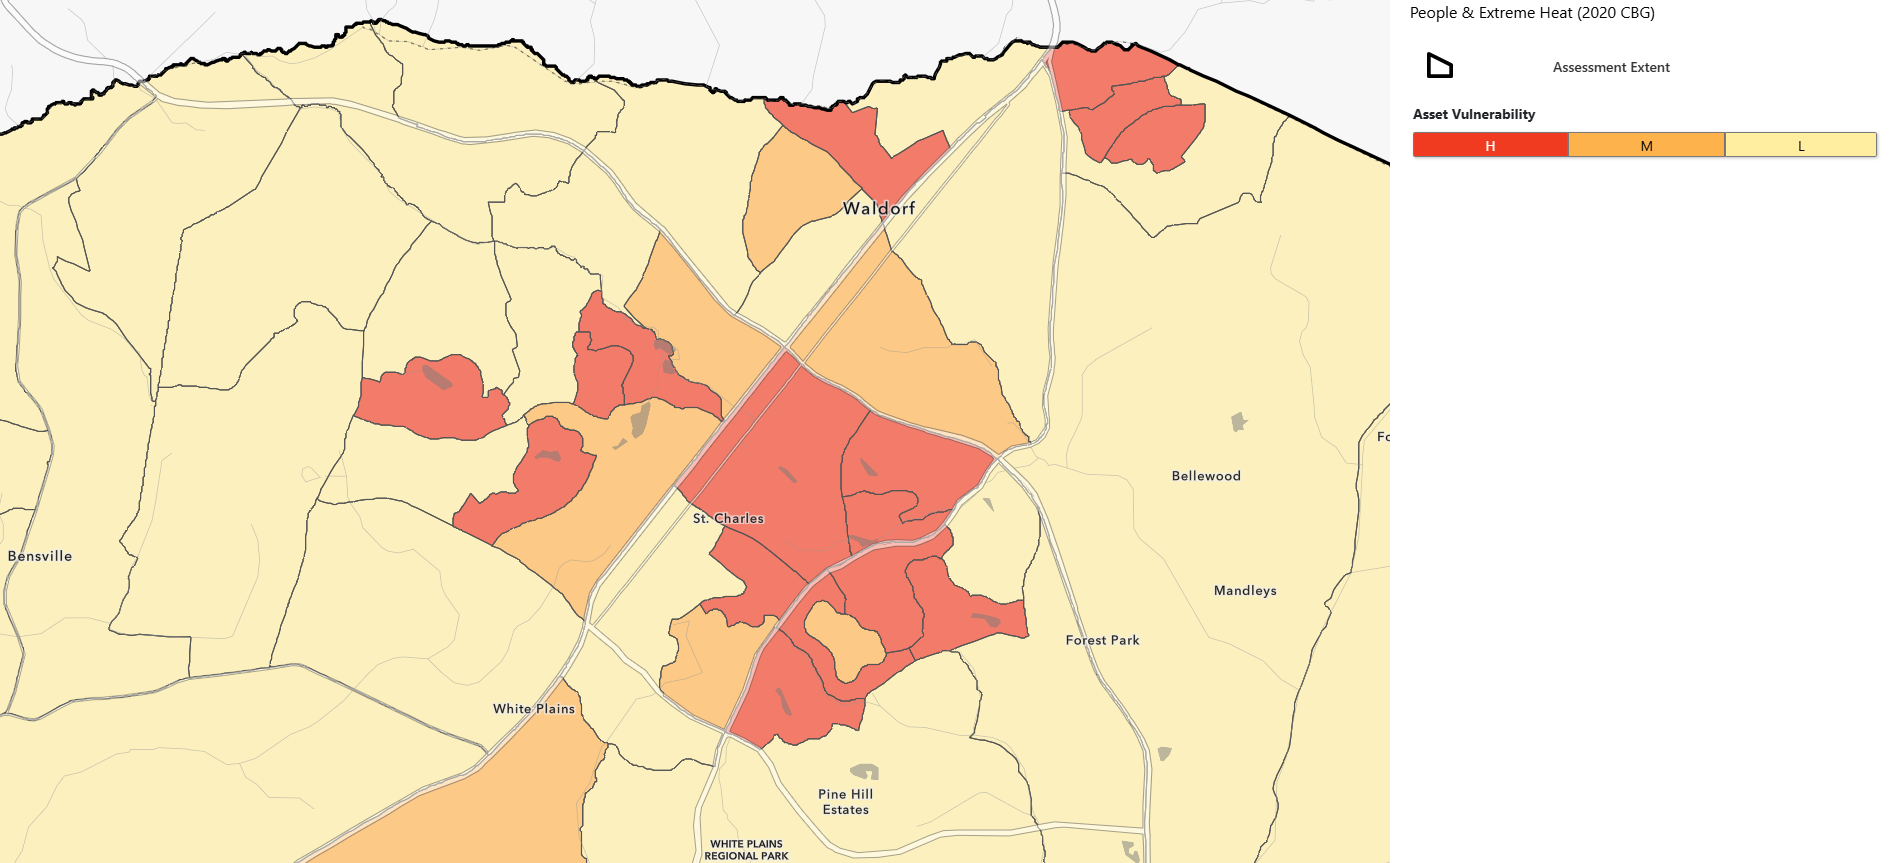 People & Extreme Heat (2020 CBG)
Assessment Extent
Asset Vulnerability
H
M
L
Waldorf
Fo
Bellewood
St. Charles
Bensville
Mandleys
Forest Park
White Plains
Pine Hill
Estates
WHITE PLAINS
REGIONAL PARK